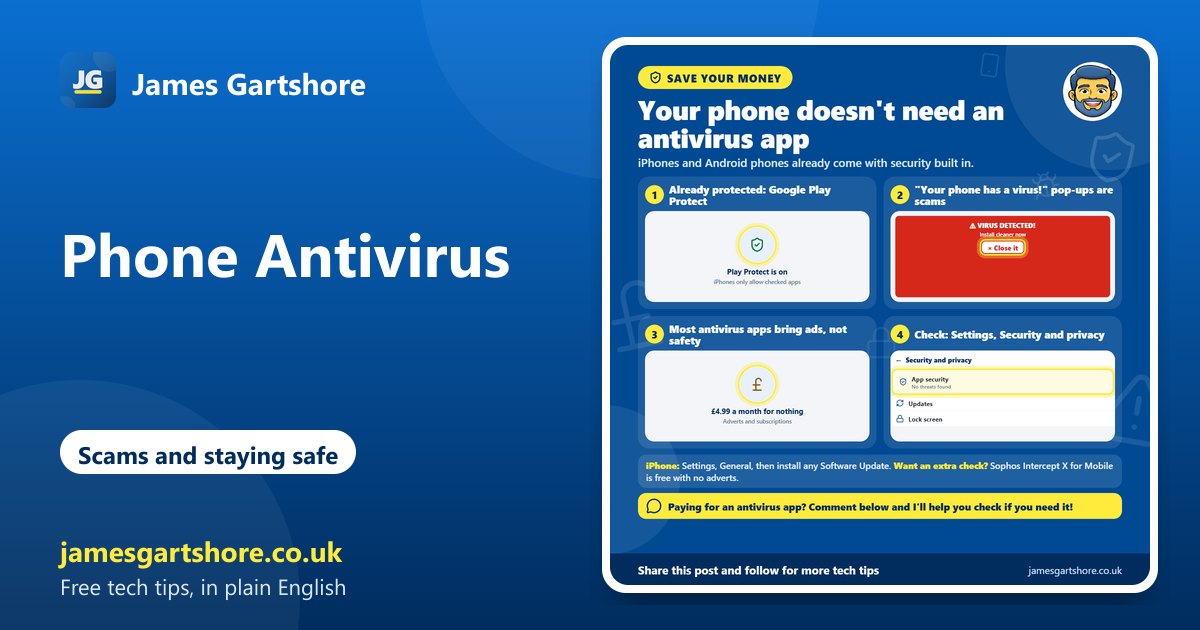 JG
James Gartshore
Phone Antivirus
Scams and staying safe
jamesgartshore.co.uk
Free tech tips, in plain English
SAVE YOUR MONEY
Your phone doesn't need an
antivirus app
iPhones and Android phones already come with security built in.
1
Already protected: Google Play
Protect
Play Protect is on
iPhones only allow checked apps
2
"Your phone has a virus!" pop-ups are
scams
⚠ VIRUS DETECTED!
Install cleaner now
× Close it
3
Most antivirus apps bring ads, not
safety
£
£4.99 a month for nothing
Adverts and subscriptions
4
Check: Settings, Security and privacy
← Security and privacy
App security
No threats found
Updates
Lock screen
iPhone: Settings, General, then install any Software Update. Want an extra check? Sophos Intercept X for Mobile
is free with no adverts.
Paying for an antivirus app? Comment below and I'll help you check if you need it!
Share this post and follow for more tech tips
jamesgartshore.co.uk